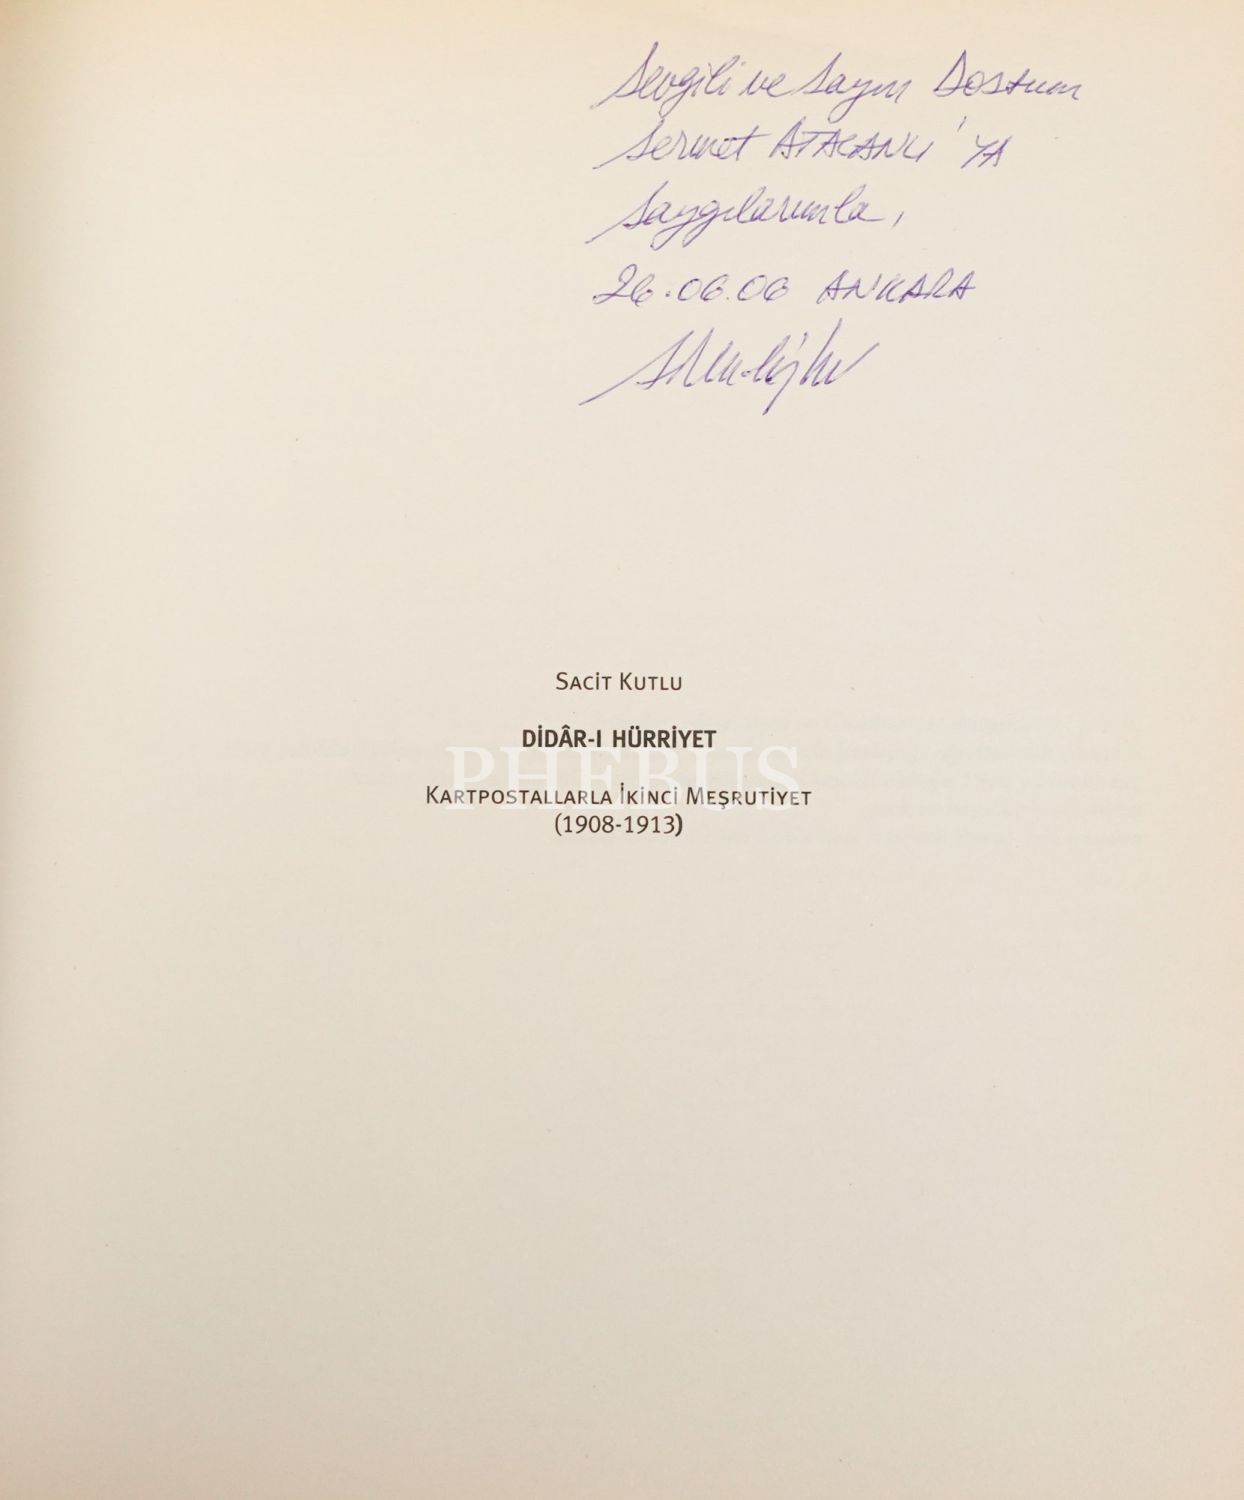 Sevgili ve Sayın Dostum
Sermet ATACANLI'YA
Saygılarımla,
26.06.06 ANKARA
SACİT KUTLU
DİDÂR-I HÜRRİYET
PHEBUS
KARTPOSTALLARLA İKİNCİ MEŞRUTİYET
(1908-1913)